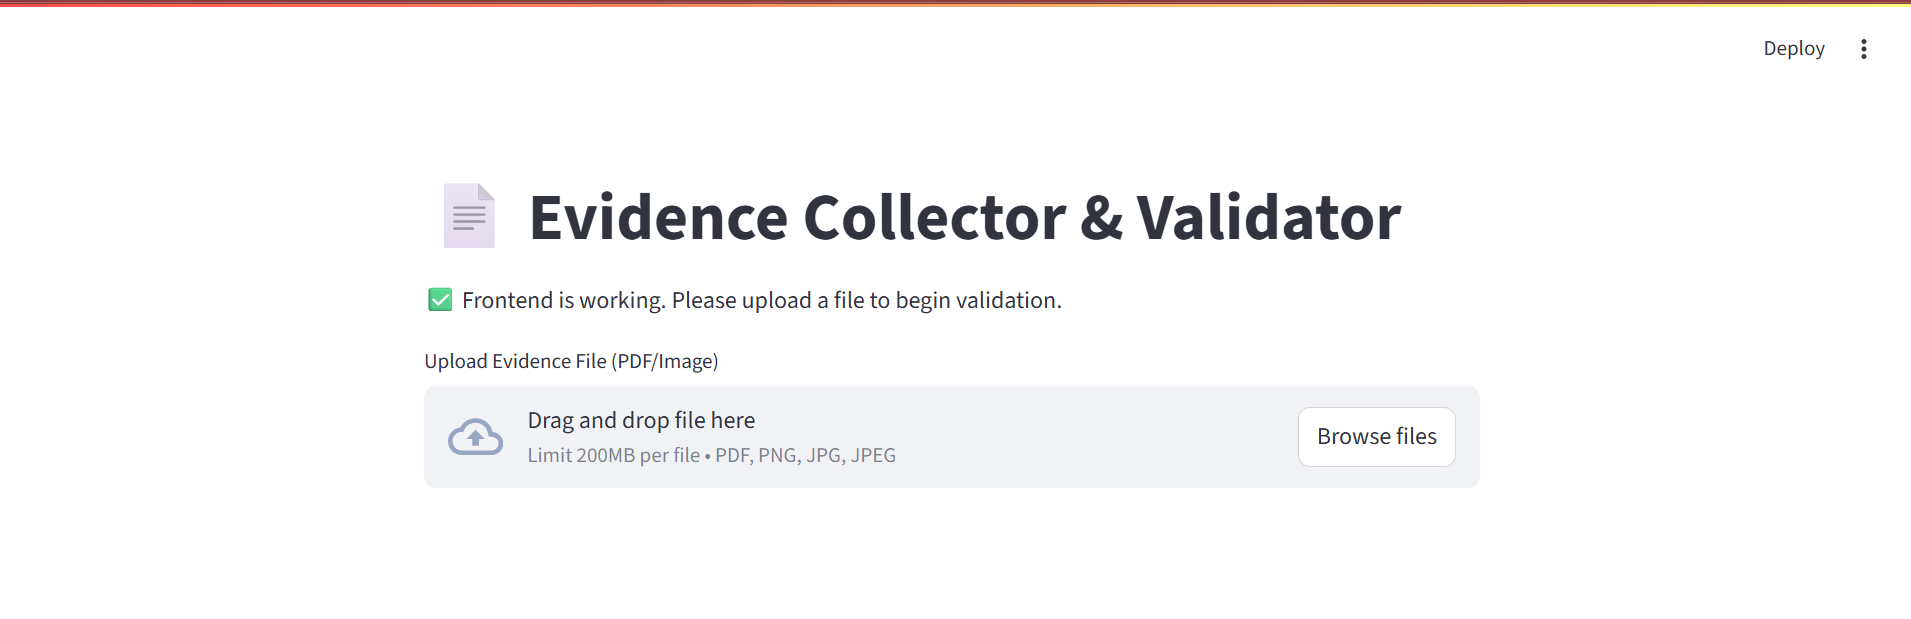 Deploy
Evidence Collector & Validator
Frontend is working. Please upload a file to begin validation.
Upload Evidence File (PDF/Image)
Drag and drop file here
Limit 200MB per file • PDF, PNG, JPG, JPEG
Browse files